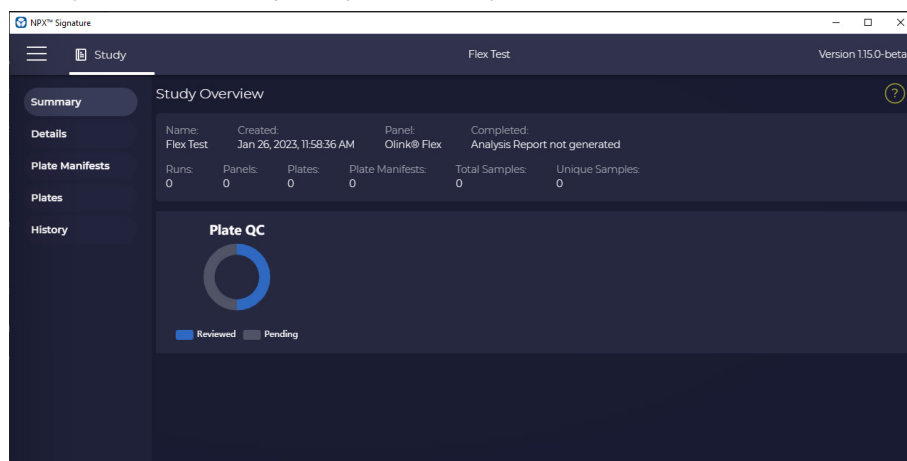 NPX™ Signature
Study
Flex Test
Version 1.15.0-beta
Summary
Details
Plate Manifests
Plates
History
Study Overview
?
Name: Created: Panel: Completed:
Flex Test Jan 26, 2023, 11:58:36 AM Olink® Flex Analysis Report not generated
Runs: Panels: Plates: Plate Manifests: Total Samples: Unique Samples:
0 0 0 0 0 0
Plate QC
Reviewed Pending